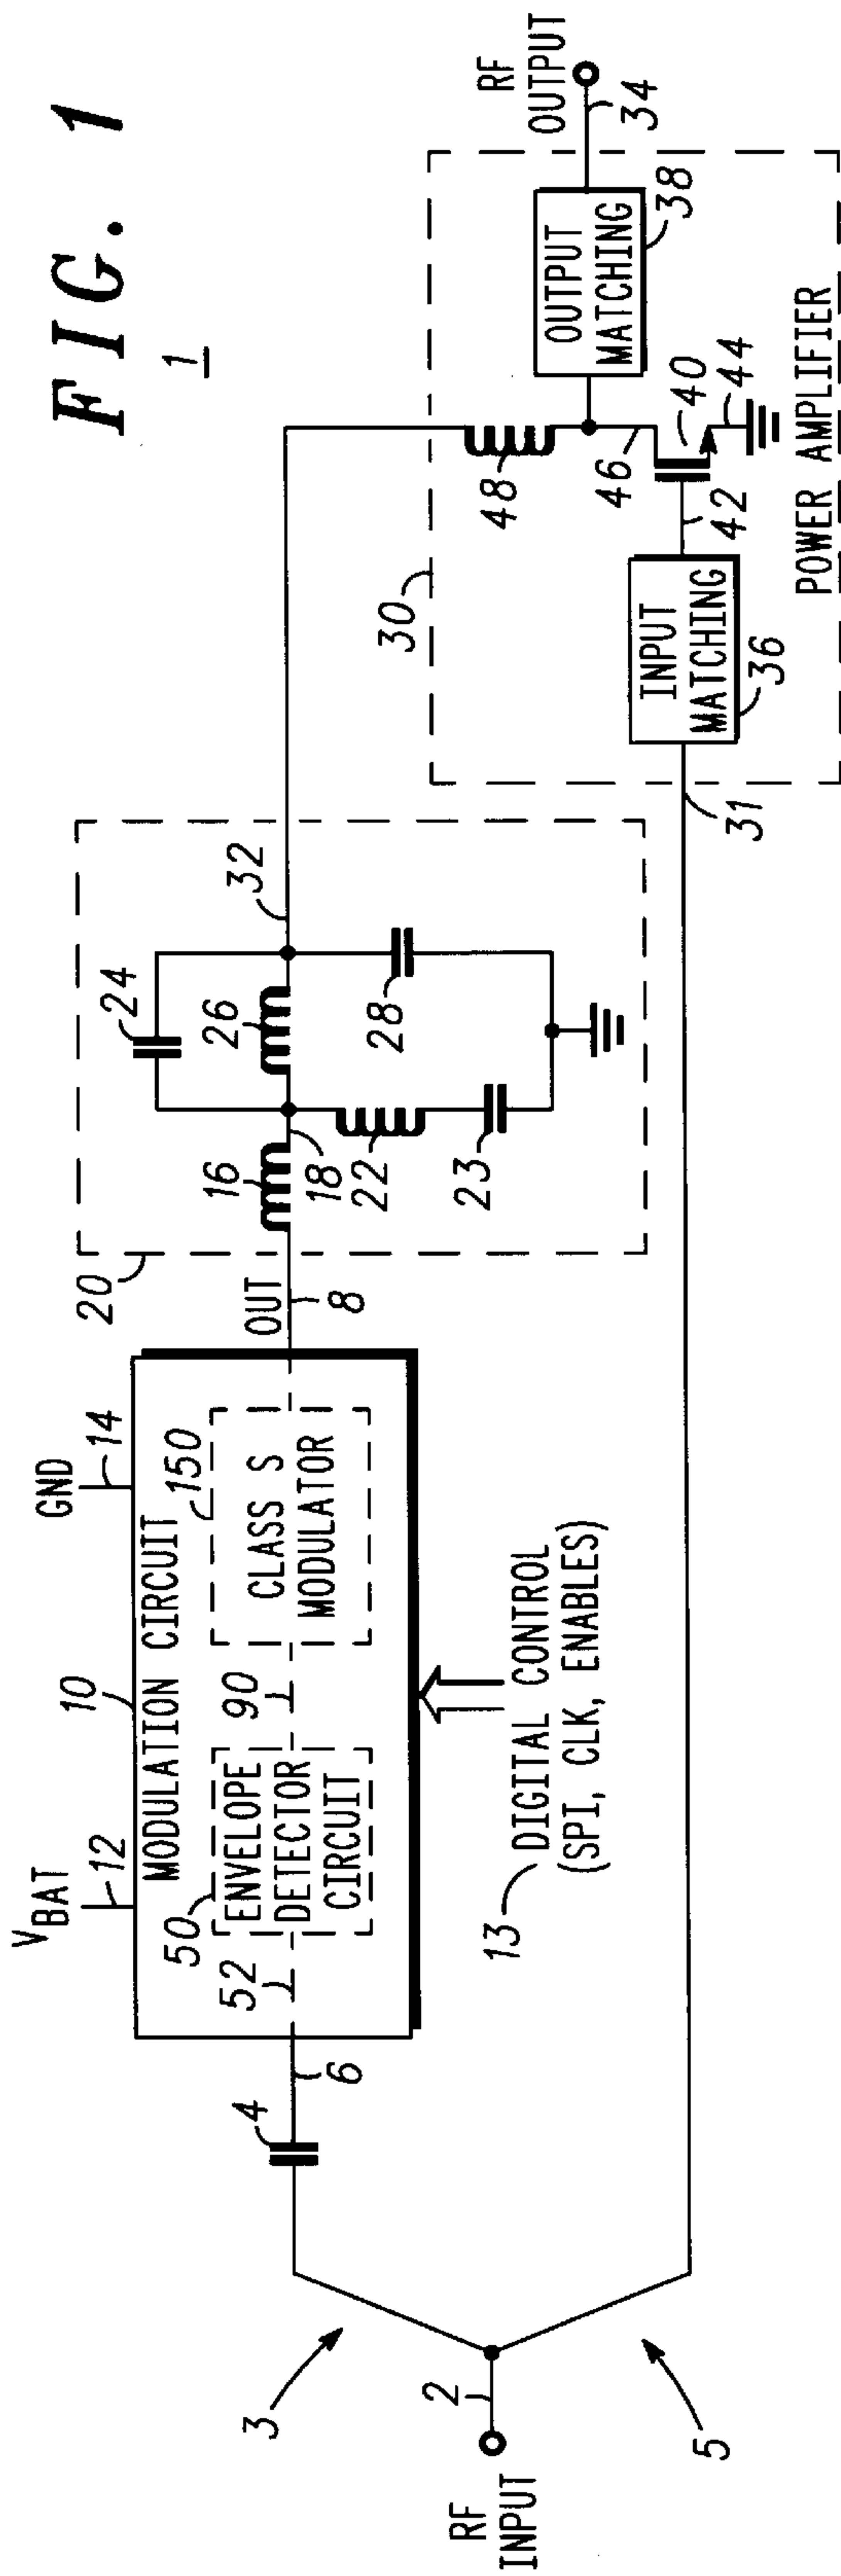 FIG. 1
1
RF
INPUT
2
3
5
4
6
V BAT
12
GND
14
10
MODULATION CIRCUIT
52
50
ENVELOPE
DETECTOR
CIRCUIT
90
150
CLASS S
MODULATOR
13
DIGITAL CONTROL
(SPI, CLK, ENABLES)
OUT
8
20
16
18
22
23
24
26
28
32
31
30
INPUT
MATCHING
36
42
40
44
46
48
OUTPUT
MATCHING
38
POWER AMPLIFIER
34
RF
OUTPUT